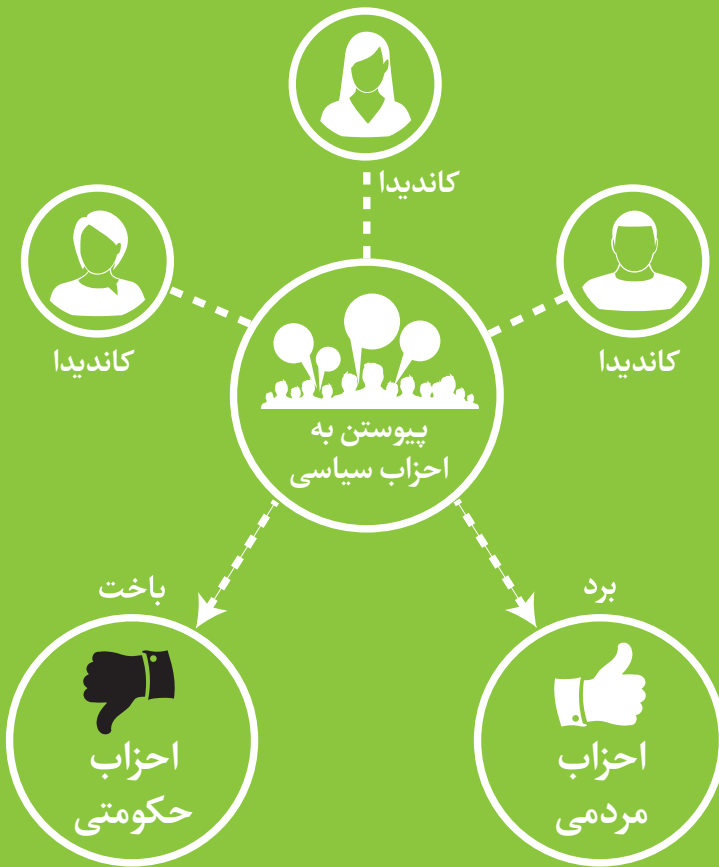 کاندیدا
کاندیدا
کاندیدا
پیوستن به
احزاب سیاسی
برد
باخت
احزاب
مردمی
احزاب
حکومتی